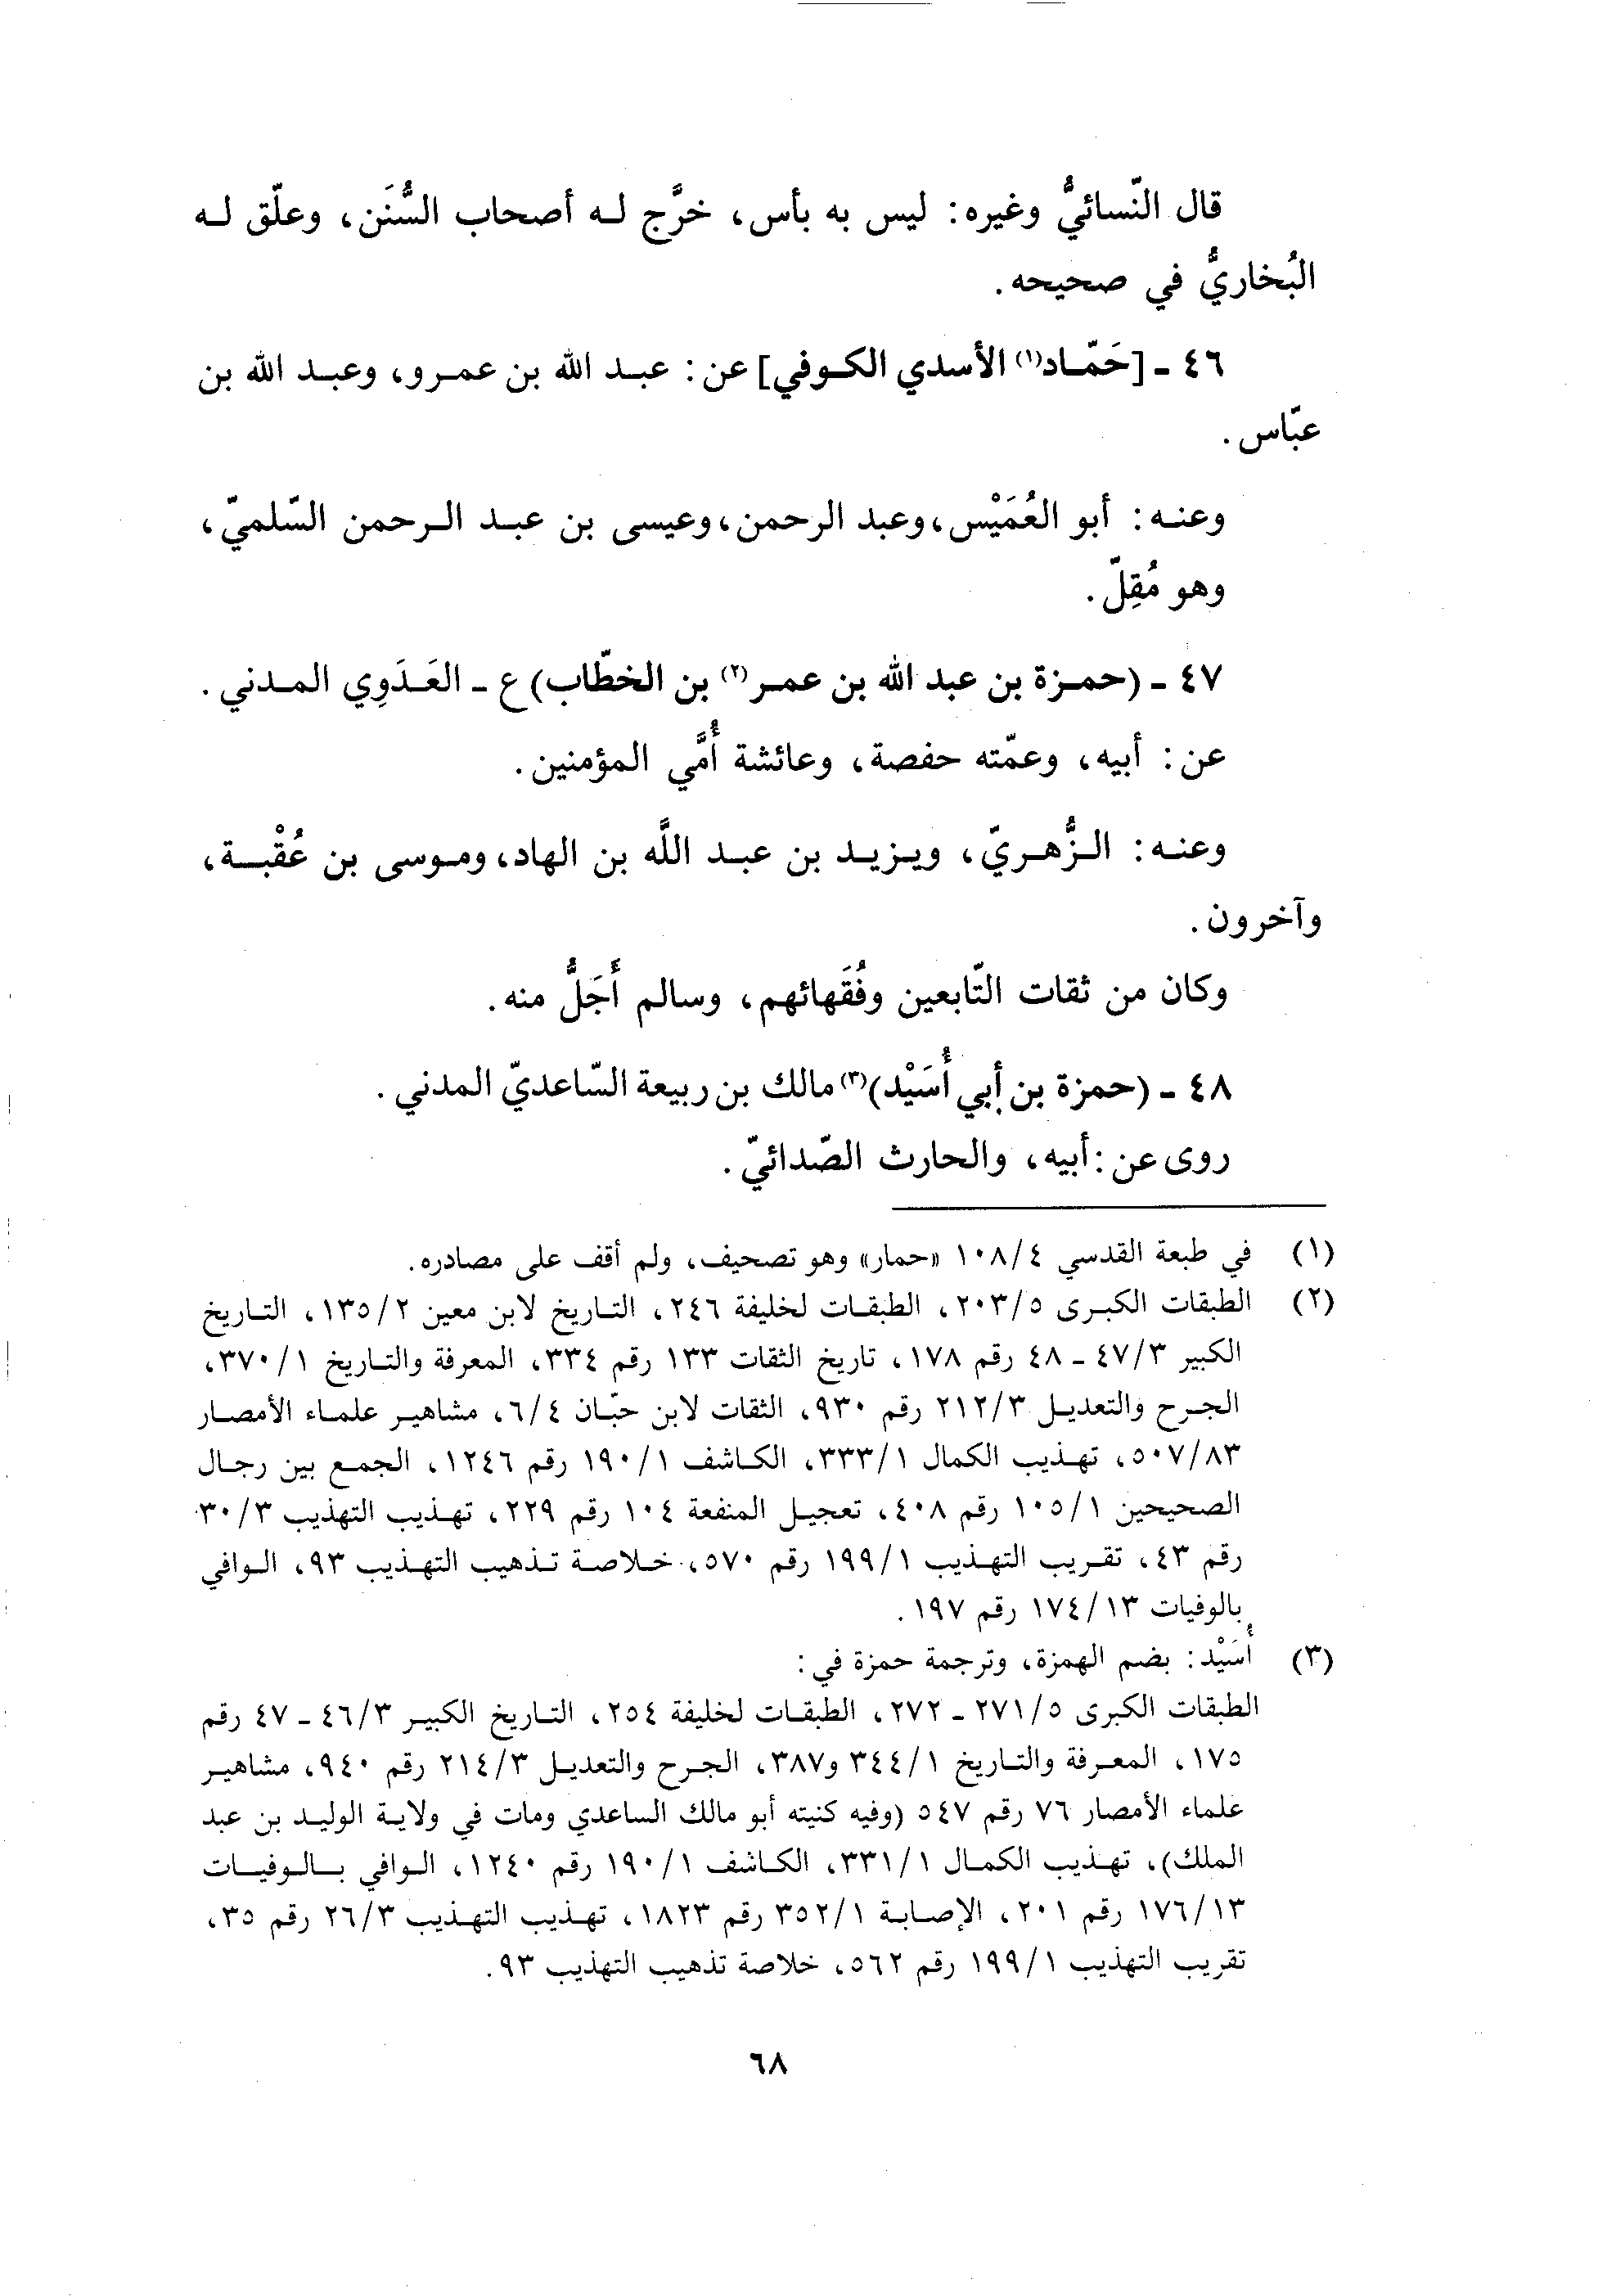 قال النّسائيُّ وغيره: ليس به بأس، خرَّج لـه أصحاب السُّنَن، وعلّق لـه
البُخاريُّ في صحيحه.
٤٦ - [حَمّـاد(١) الأسدي الكـوفي] عن: عبـد الله بن عمـرو، وعبـد الله بن
عبّاس.
وعنـه: أبو العُمَيْس، وعبد الرحمن، وعيسى بن عبـد الـرحمن السّلميّ،
وهو مُقِلّ.
٤٧ - (حمـزة بن عبد الله بن عمـر(٢) بن الخطّاب) ع - العَـدَوِي المـدني.
عن: أبيه، وعمّته حفصة، وعائشة أُمَّي المؤمنين.
وعنـه: الـزُّهـريّ، ويـزيـد بن عبـد اللَّه بن الهاد، ومـوسى بن عُقْبـة،
وآخرون.
وكان من ثقات التّابعين وفُقَهائهم، وسالم أَجَلُّ منه.
٤٨ - (حمزة بن أبي أُسَيْد)(٣) مالك بن ربيعة السّاعديّ المدني.
روى عن: أبيه، والحارث الصّدائيّ.
(١) في طبعة القدسي ١٠٨/٤ «حمار» وهو تصحيف، ولم أقف على مصادره.
(٢) الطبقات الكبـرى ٢٠٣/٥، الطبقـات لخليفة ٢٤٦، التـاريخ لابن معين ١٣٥/٢، التـاريخ
الكبير ٤٧/٣ - ٤٨ رقم ١٧٨، تاريخ الثقات ١٣٣ رقم ٣٣٤، المعرفة والتـاريخ ٣٧٠/١،
الجـرح والتعديـل ٢١٢/٣ رقم ٩٣٠، الثقات لابن حبّـان ٦/٤، مشاهيـر علمـاء الأمصـار
٥٠٧/٨٣، تهـذيب الكمال ٣٣٣/١، الكـاشف ١٩٠/١ رقم ١٢٤٦، الجمـع بين رجـال
الصحيحين ١٠٥/١ رقم ٤٠٨، تعجيـل المنفعة ١٠٤ رقم ٢٢٩، تهـذيب التهذيب ٣٠/٣
رقم ٤٣، تقـريب التهـذيب ١٩٩/١ رقم ٥٧٠، خـلاصـة تـذهيب التهـذيب ٩٣، الـوافي
بالوفيات ١٧٤/١٣ رقم ١٩٧.
(٣) أُسَيْد: بضم الهمزة، وترجمة حمزة في:
الطبقات الكبرى ٢٧١/٥ - ٢٧٢، الطبقـات لخليفة ٢٥٤، التـاريخ الكبيـر ٤٦/٣ - ٤٧ رقم
١٧٥، المعـرفة والتـاريخ ٣٤٤/١ و٣٨٧، الجـرح والتعديـل ٢١٤/٣ رقم ٩٤٠، مشاهيـر
علماء الأمصار ٧٦ رقم ٥٤٧ (وفيه كنيته أبو مالك الساعدي ومات في ولاية الوليـد بن عبد
الملك)، تهـذيب الكمـال ٣٣١/١، الكـاشف ١٩٠/١ رقم ١٢٤٠، الـوافي بـالـوفيـات
١٧٦/١٣ رقم ٢٠١، الإصـابـة ٣٥٢/١ رقم ١٨٢٣، تهـذيب التهـذيب ٢٦/٣ رقم ٣٥،
تقريب التهذيب ١٩٩/١ رقم ٥٦٢، خلاصة تذهيب التهذيب ٩٣.
٦٨